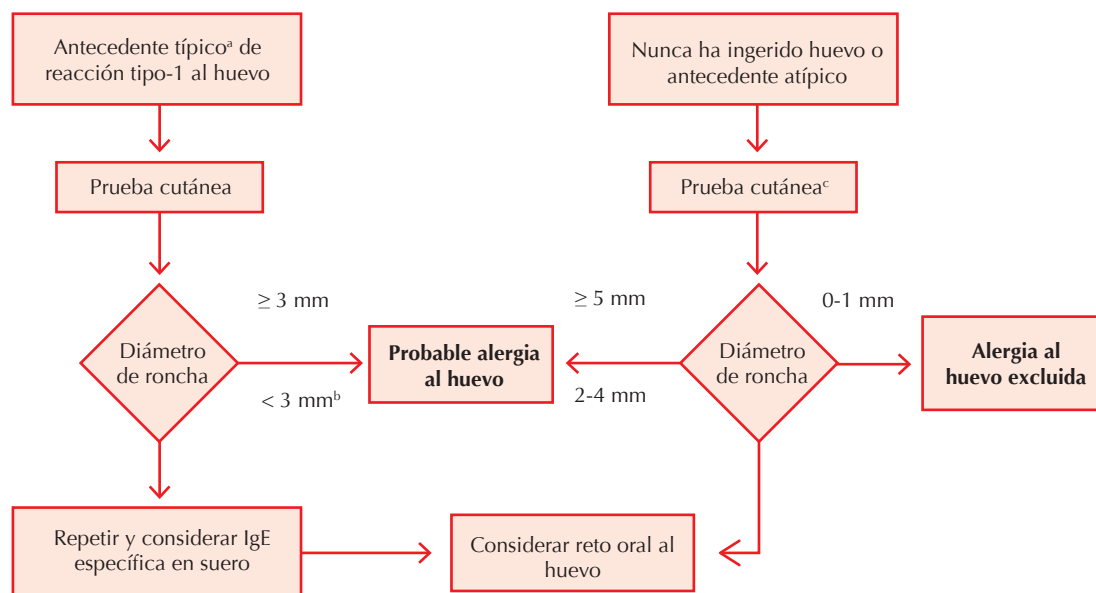 Antecedente típicoᵃ de
reacción tipo-1 al huevo
Nunca ha ingerido huevo o
antecedente atípico
Prueba cutánea
Prueba cutáneaᶜ
≥ 3 mm
≥ 5 mm
0-1 mm
Diámetro
de roncha
Probable alergia
al huevo
Diámetro
de roncha
Alergia al
huevo excluida
< 3 mmᵇ
2-4 mm
Repetir y considerar IgE
específica en suero
Considerar reto oral al
huevo